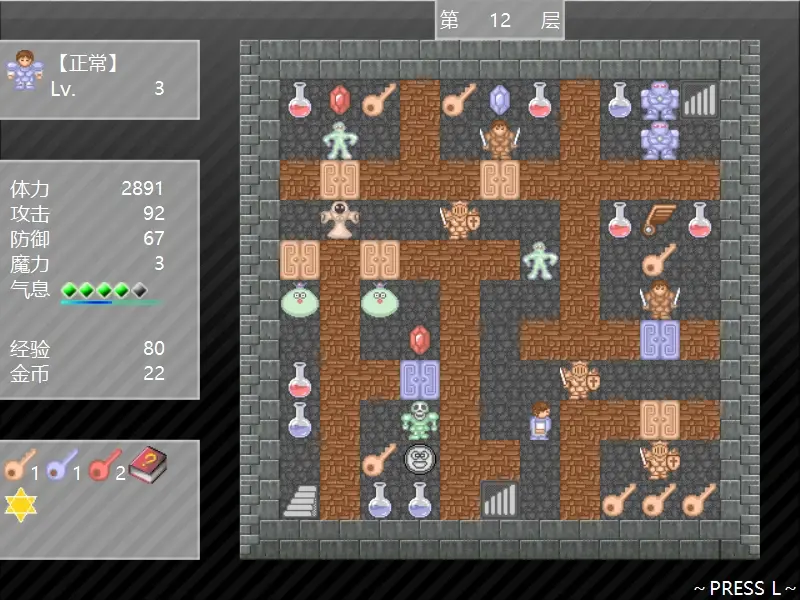 第 12 层
【正常】
Lv. 3
体力 2891
攻击 92
防御 67
魔力 3
气息
经验 80
金币 22
1 1 2 ?
～PRESS L～